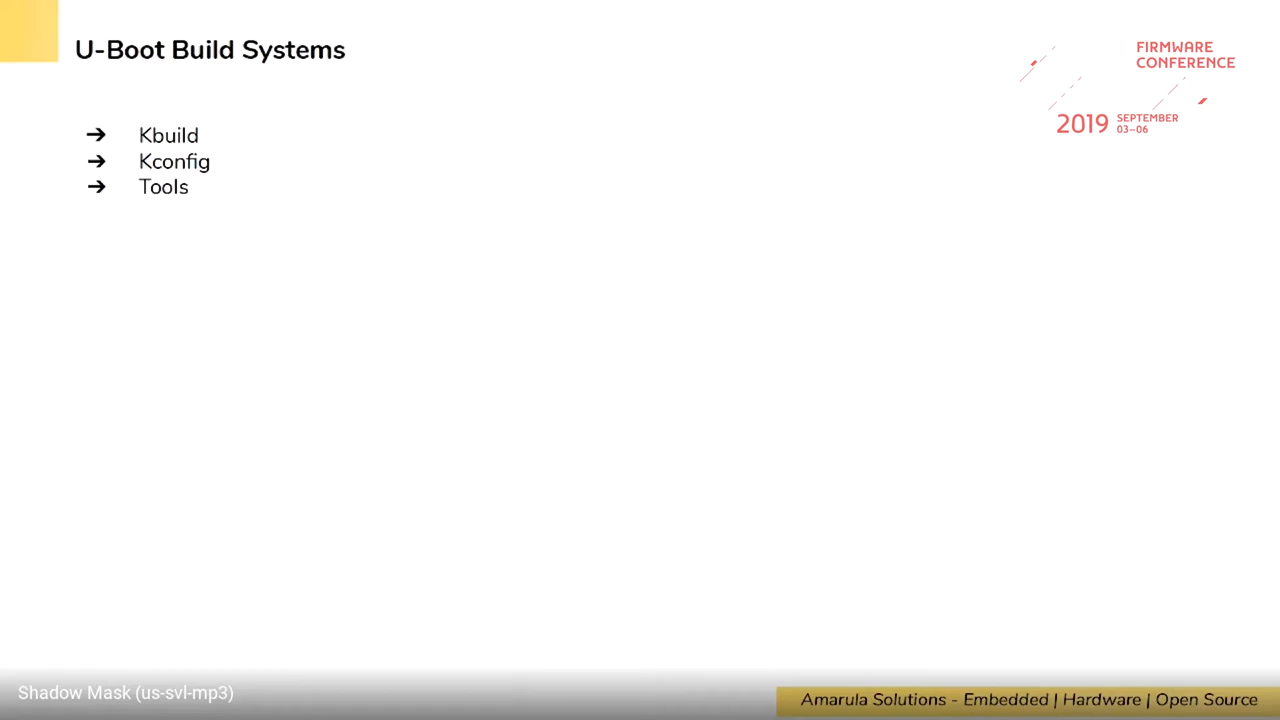 U-Boot Build Systems
FIRMWARE
CONFERENCE
2019 SEPTEMBER
03–06
➔ Kbuild
➔ Kconfig
➔ Tools
Shadow Mask (us-svl-mp3)
Amarula Solutions - Embedded | Hardware | Open Source